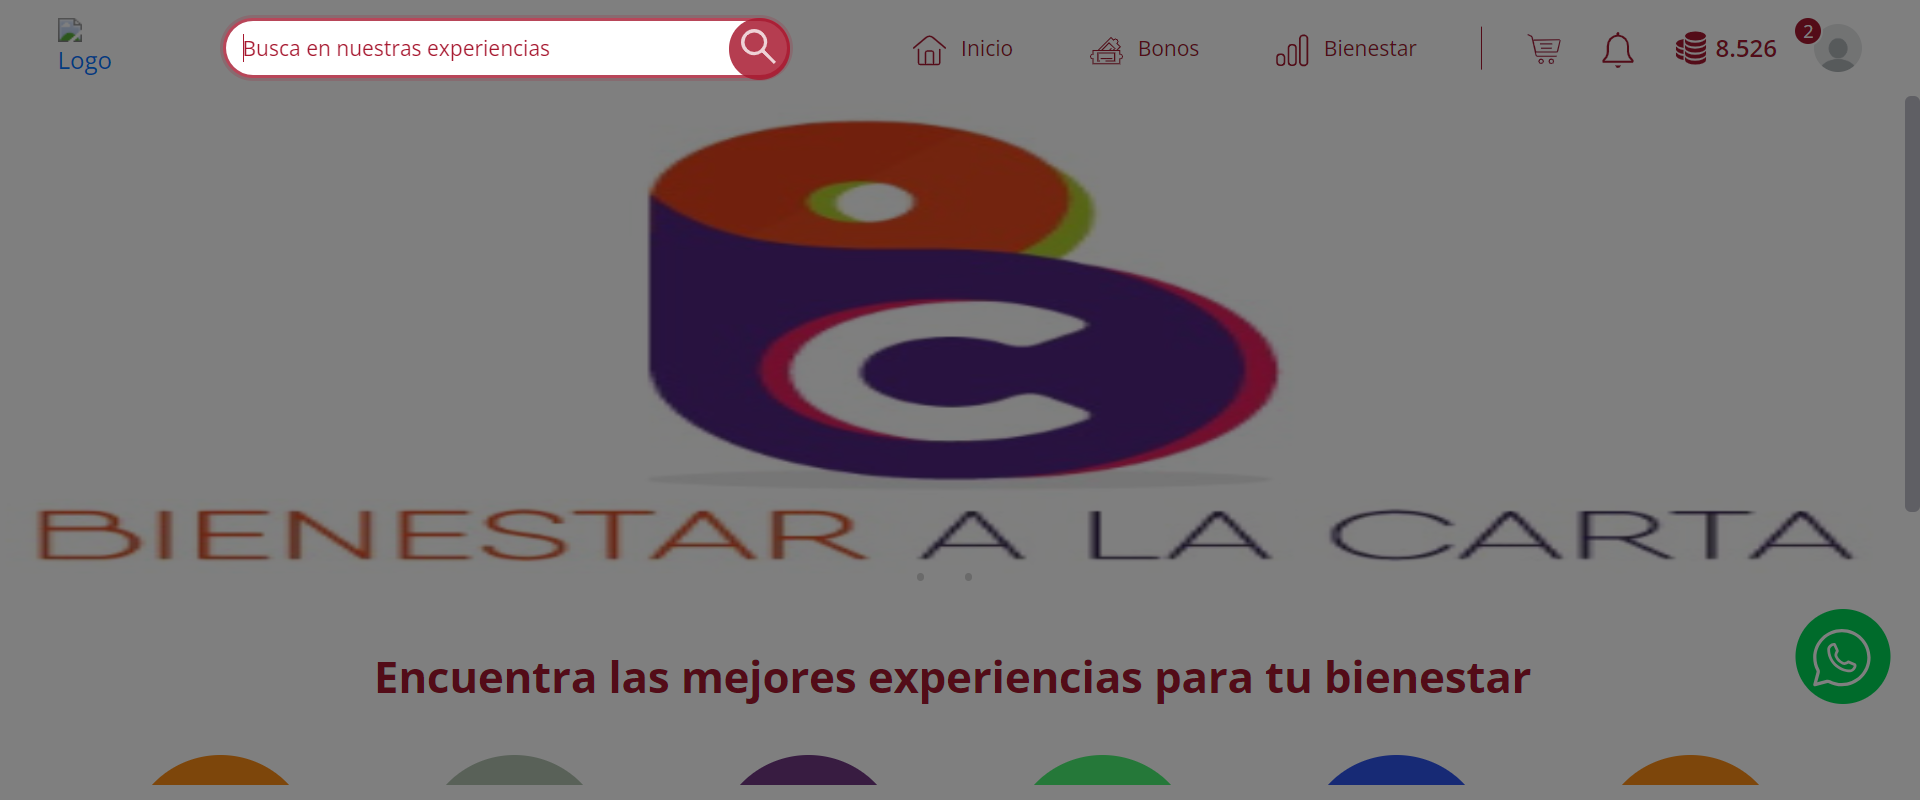 Logo
Busca en nuestras experiencias
Inicio
Bonos
Bienestar
8.526
2
BC
BIENESTAR A LA CARTA
Encuentra las mejores experiencias para tu bienestar